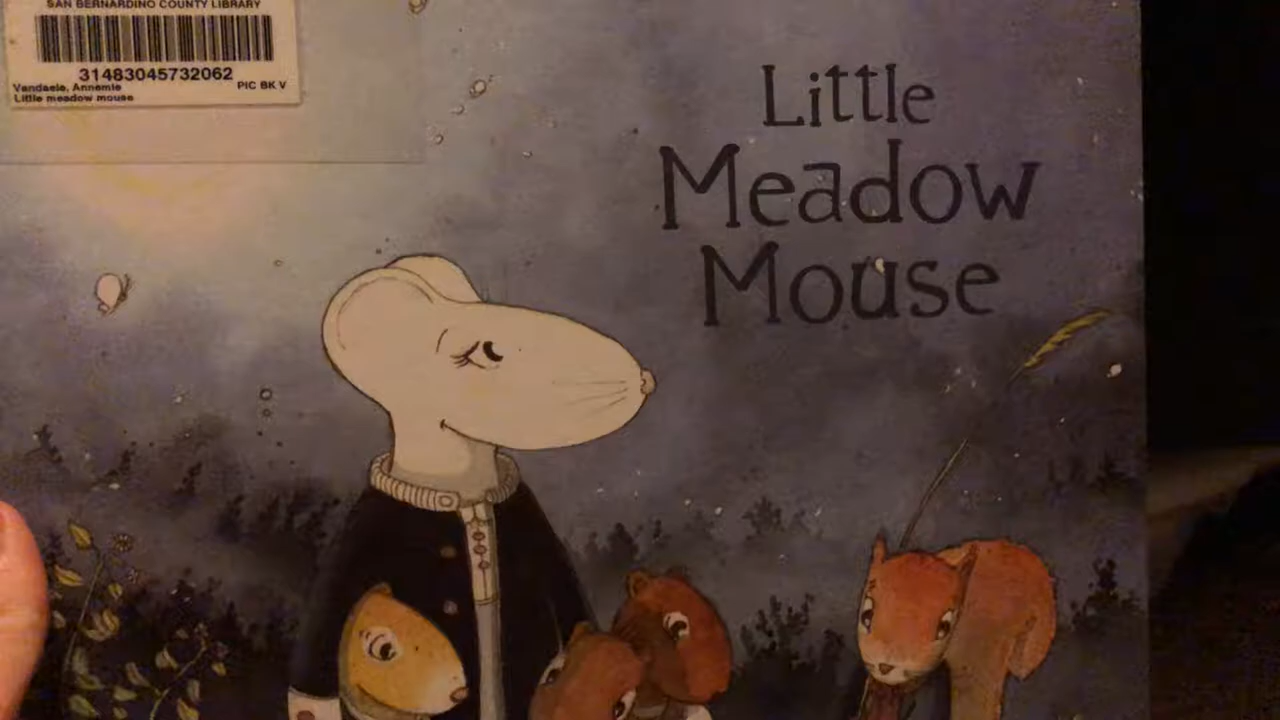 SAN BERNARDINO COUNTY LIBRARY
31483045732062
Vandaele, Annemie PIC BK V
Little meadow mouse
Little
Meadow
Mouse